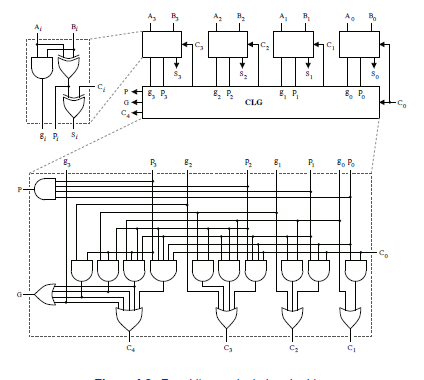 A3 B3 A2 B2 A1 B1 A0 B0
Ai Bi
C3 C2 C1
S3 S2 S1 S0
Ci
g3 P3 g2 P2 g1 P1 g0 P0
P
G CLG C0
C4
gi Pi Si
g3 P3 g2 P2 g1 P1 g0 P0
P
C0
G
C4 C3 C2 C1